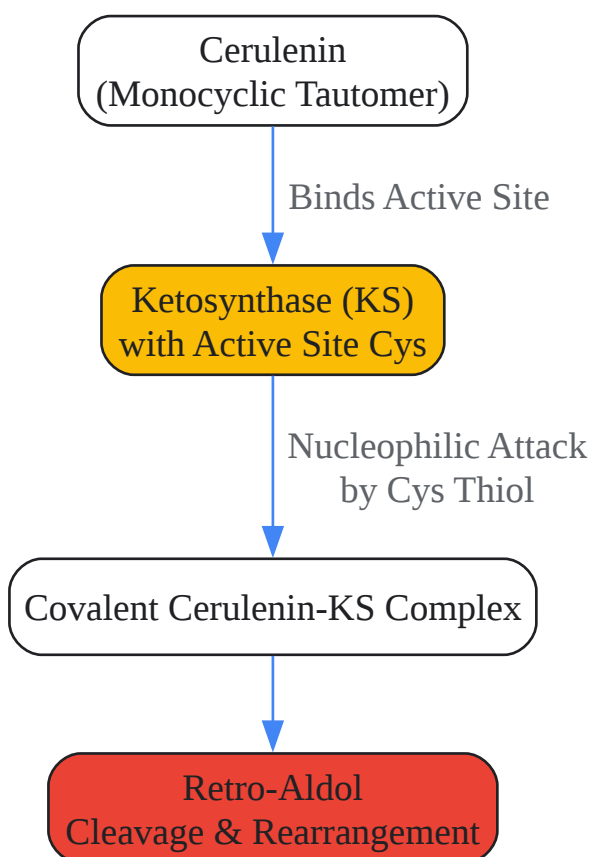 Cerulenin
(Monocyclic Tautomer)
Binds Active Site
Ketosynthase (KS)
with Active Site Cys
Nucleophilic Attack
by Cys Thiol
Covalent Cerulenin-KS Complex
Retro-Aldol
Cleavage & Rearrangement